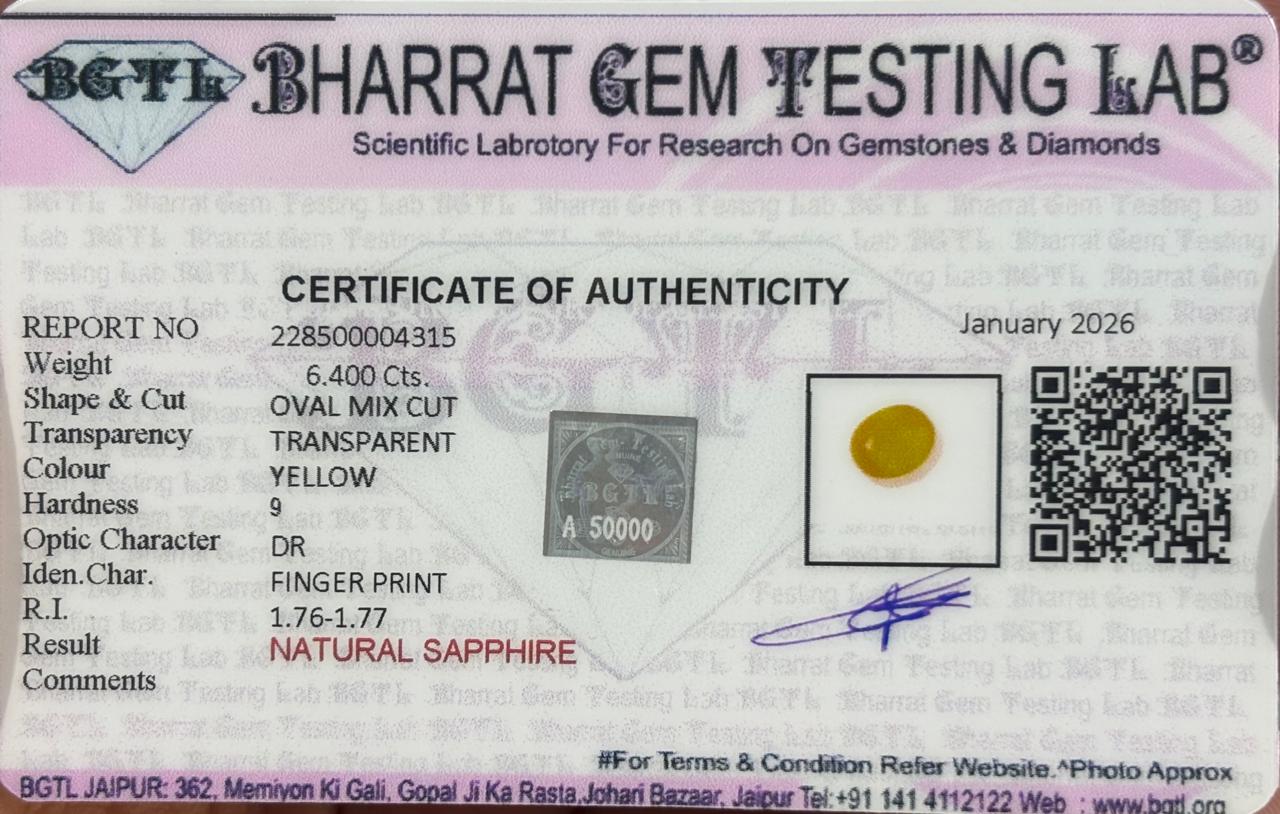 BGTL BHARRAT GEM TESTING LAB®
Scientific Labrotory For Research On Gemstones & Diamonds
CERTIFICATE OF AUTHENTICITY
January 2026
REPORT NO 228500004315
Weight 6.400 Cts.
Shape & Cut OVAL MIX CUT
Transparency TRANSPARENT
Colour YELLOW
Hardness 9
Optic Character DR
Iden.Char. FINGER PRINT
R.I. 1.76-1.77
Result NATURAL SAPPHIRE
Comments
BGTL
A 50000
GENUINE
#For Terms & Condition Refer Website.^Photo Approx
BGTL JAIPUR: 362, Memiyon Ki Gali, Gopal Ji Ka Rasta,Johari Bazaar, Jaipur Tel:+91 141 4112122 Web : www.bgtl.org